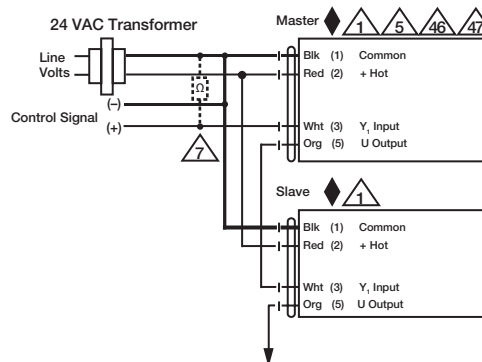 24 VAC Transformer
Line
Volts
(–)
Control Signal
(+)
Ω
7
Master
1
5
46
47
Blk (1) Common
Red (2) + Hot
Wht (3) Y1 Input
Org (5) U Output
Slave
1
Blk (1) Common
Red (2) + Hot
Wht (3) Y1 Input
Org (5) U Output